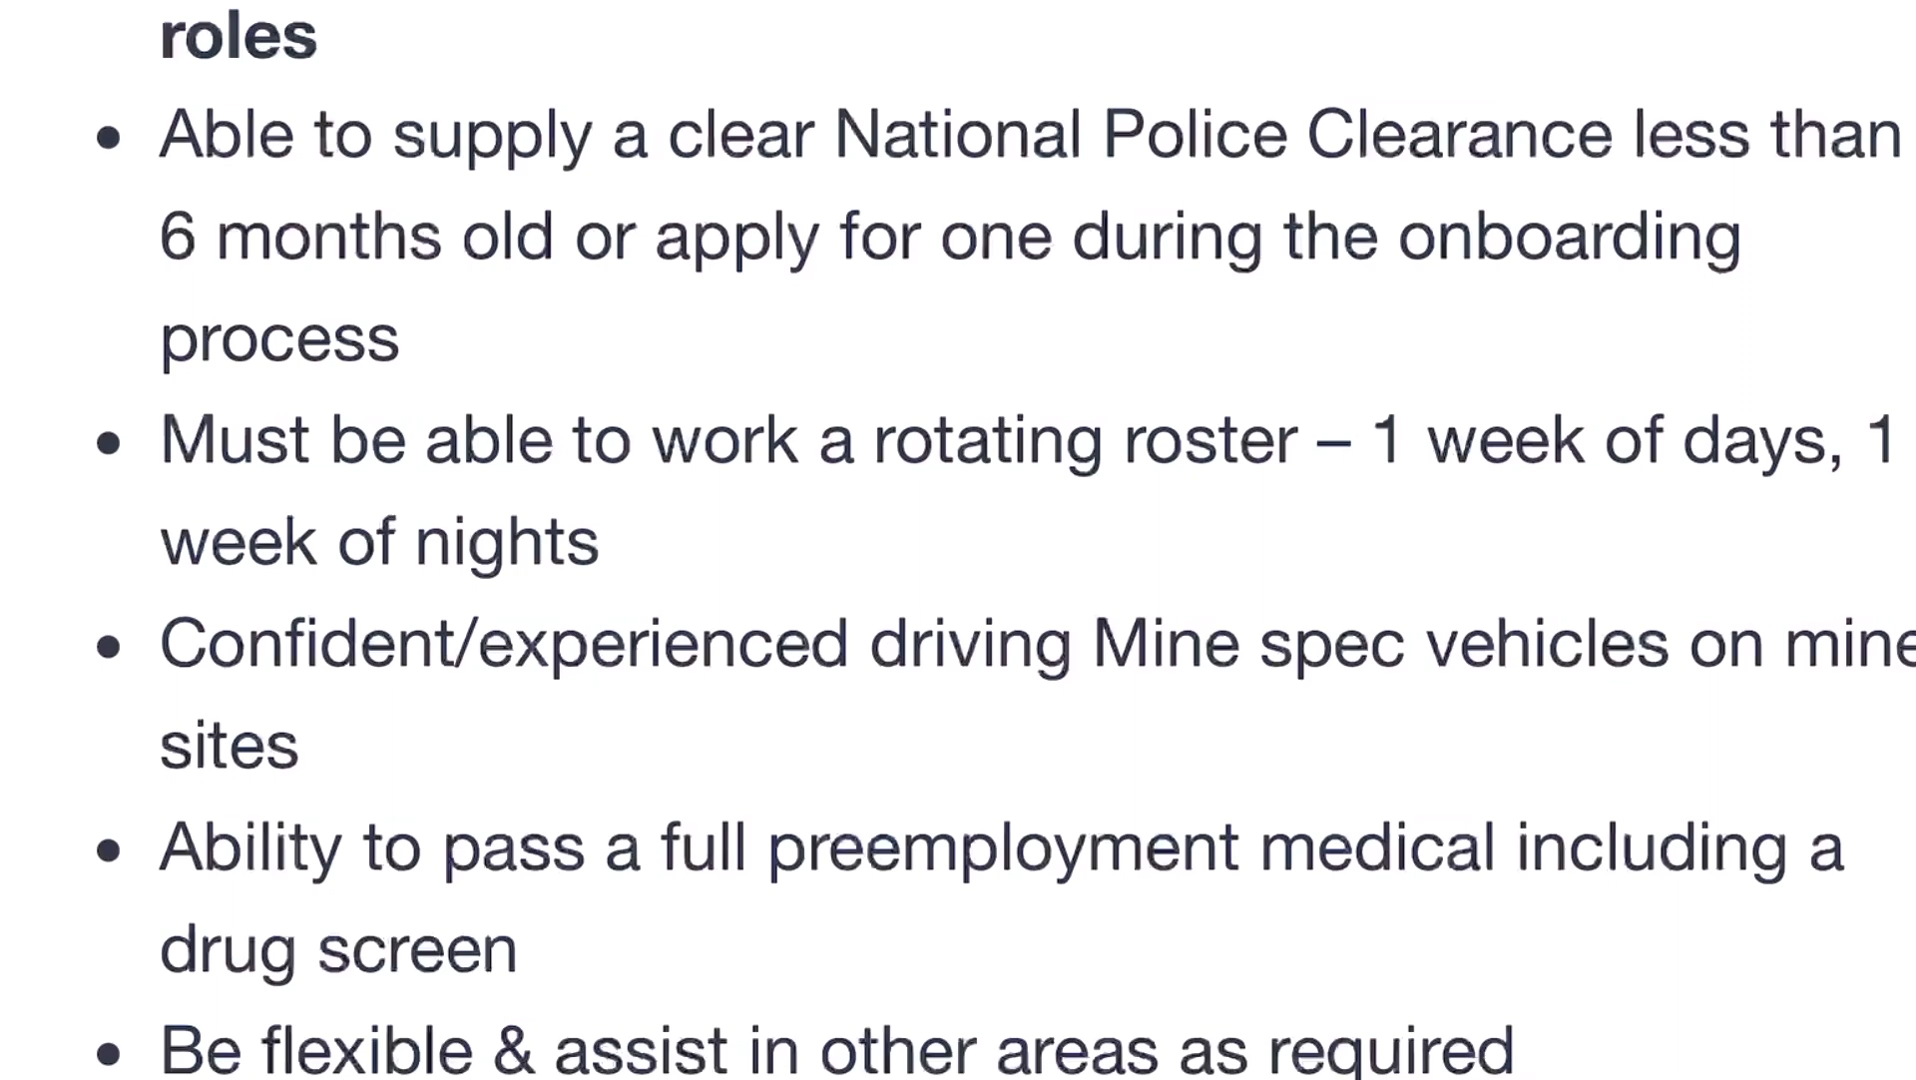 roles
• Able to supply a clear National Police Clearance less than
6 months old or apply for one during the onboarding
process
• Must be able to work a rotating roster – 1 week of days, 1
week of nights
• Confident/experienced driving Mine spec vehicles on mine
sites
• Ability to pass a full preemployment medical including a
drug screen
• Be flexible & assist in other areas as required